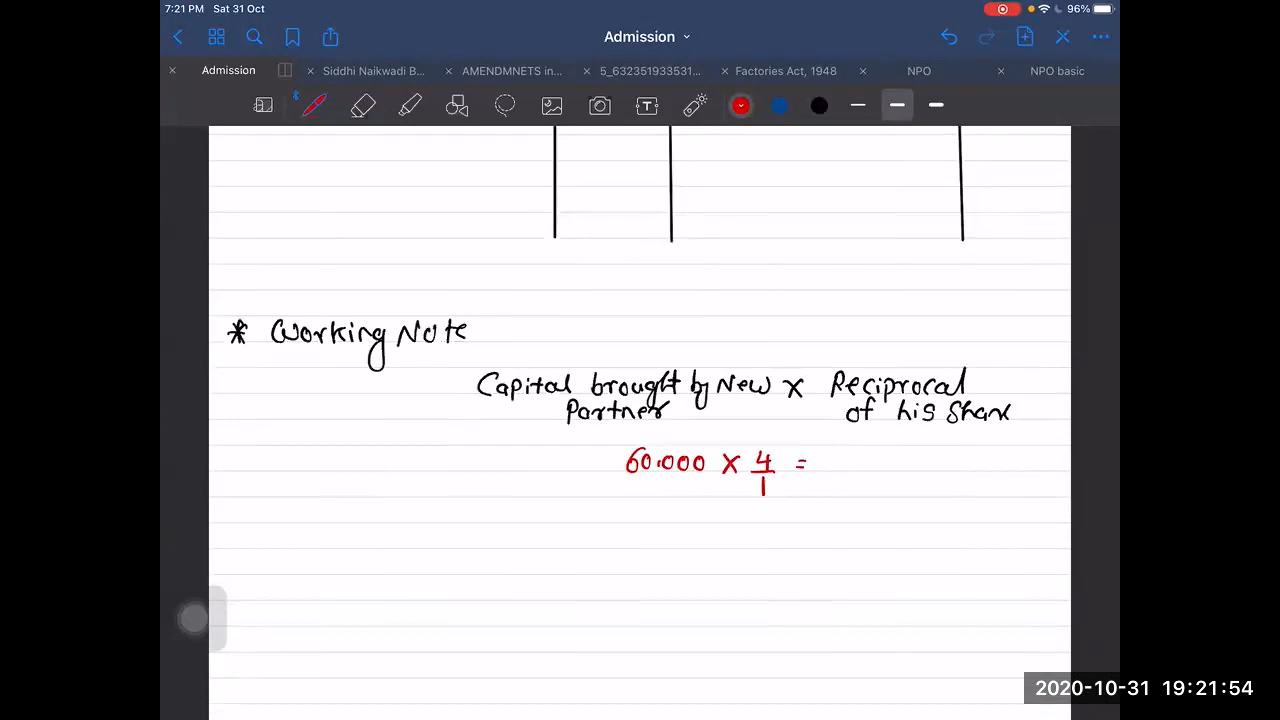 7:21 PM Sat 31 Oct
96%
Admission
Admission
Siddhi Naikwadi B...
AMENDMNETS in...
5_632351933531...
Factories Act, 1948
NPO
NPO basic
* Working Note
Capital brought by New × Reciprocal
Partner of his Share
60.000 × 4/1 =
2020-10-31 19:21:54